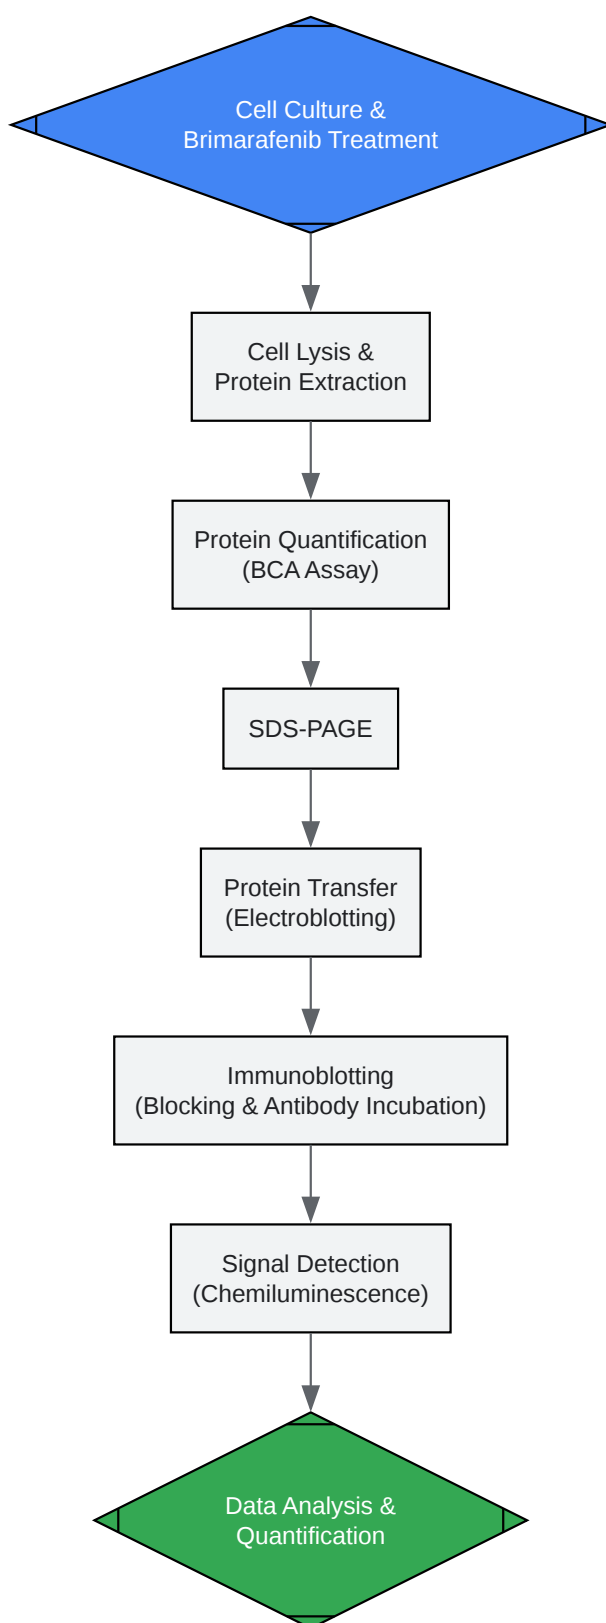 Cell Culture &
Brimarafenib Treatment
Cell Lysis &
Protein Extraction
Protein Quantification
(BCA Assay)
SDS-PAGE
Protein Transfer
(Electroblotting)
Immunoblotting
(Blocking & Antibody Incubation)
Signal Detection
(Chemiluminescence)
Data Analysis &
Quantification